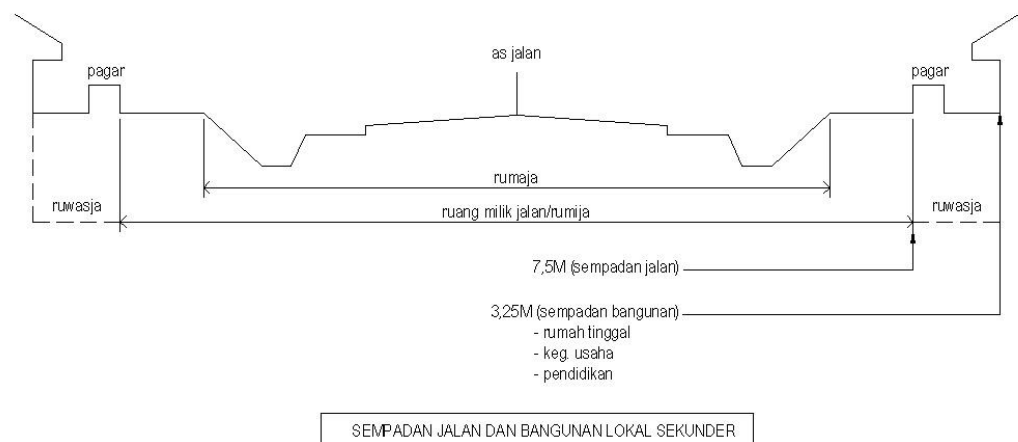 as jalan
pagar
pagar
rumaja
ruwasja
ruang milik jalan/rumija
ruwasja
7,5M (sempadan jalan)
3,25M (sempadan bangunan)
- rumah tinggal
- keg. usaha
- pendidikan
SEMPADAN JALAN DAN BANGUNAN LOKAL SEKUNDER